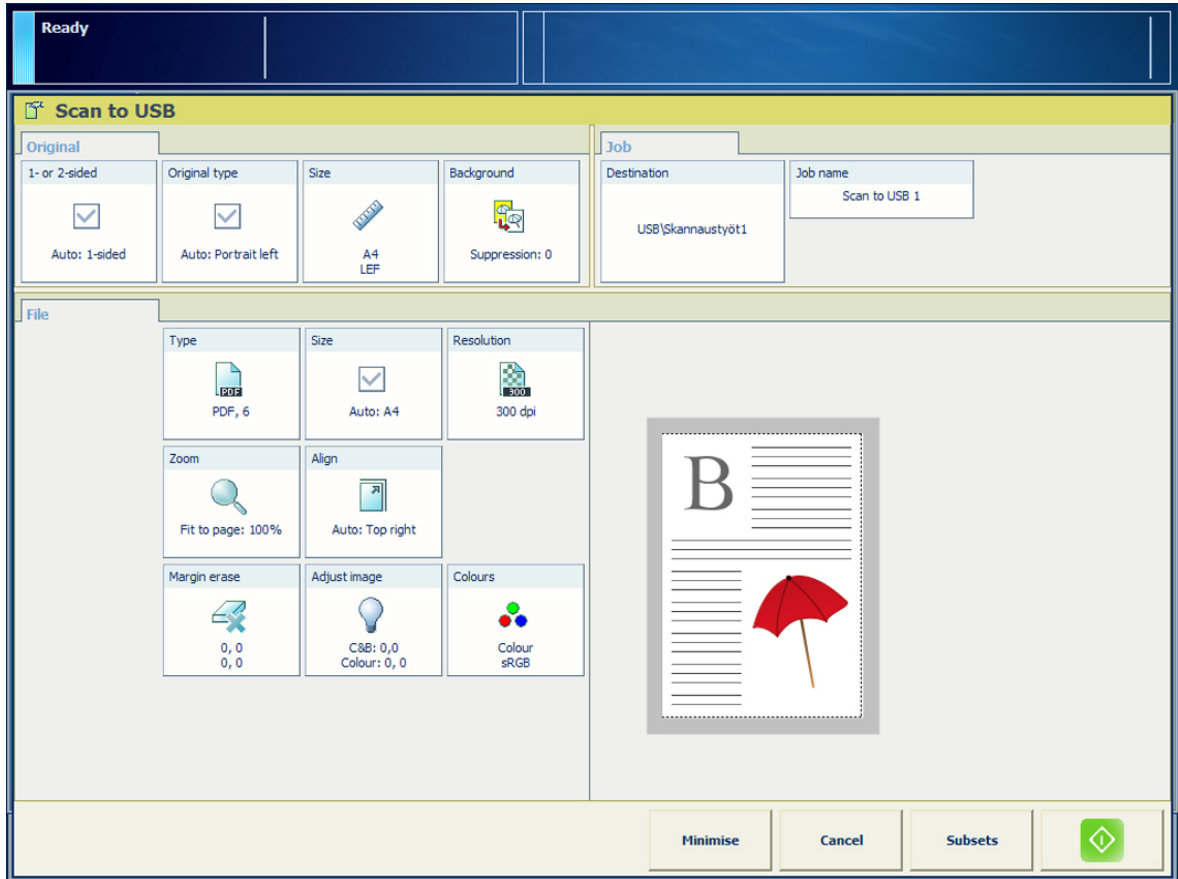 Ready
Scan to USB
Original
1- or 2-sided
Auto: 1-sided
Original type
Auto: Portrait left
Size
A4
LEF
Background
Suppression: 0
Job
Destination
USB\Skannaustyöt1
Job name
Scan to USB 1
File
Type
PDF
PDF, 6
Size
Auto: A4
Resolution
300
300 dpi
Zoom
Fit to page: 100%
Align
Auto: Top right
Margin erase
0, 0
0, 0
Adjust image
C&B: 0,0
Colour: 0, 0
Colours
Colour
sRGB
B
Minimise
Cancel
Subsets